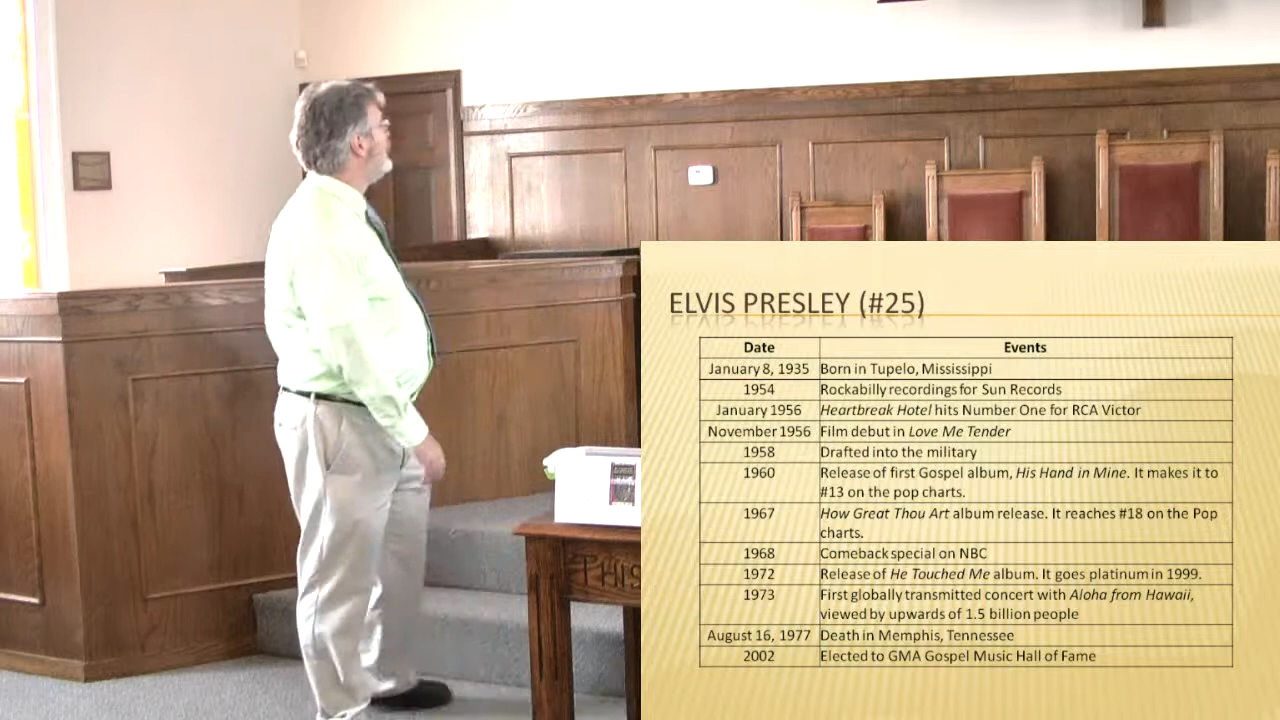 ELVIS PRESLEY (#25)
Date Events
January 8, 1935 Born in Tupelo, Mississippi
1954 Rockabilly recordings for Sun Records
January 1956 Heartbreak Hotel hits Number One for RCA Victor
November 1956 Film debut in Love Me Tender
1958 Drafted into the military
1960 Release of first Gospel album, His Hand in Mine. It makes it to
#13 on the pop charts.
1967 How Great Thou Art album release. It reaches #18 on the Pop
charts.
1968 Comeback special on NBC
1972 Release of He Touched Me album. It goes platinum in 1999.
1973 First globally transmitted concert with Aloha from Hawaii,
viewed by upwards of 1.5 billion people
August 16, 1977 Death in Memphis, Tennessee
2002 Elected to GMA Gospel Music Hall of Fame
THIS